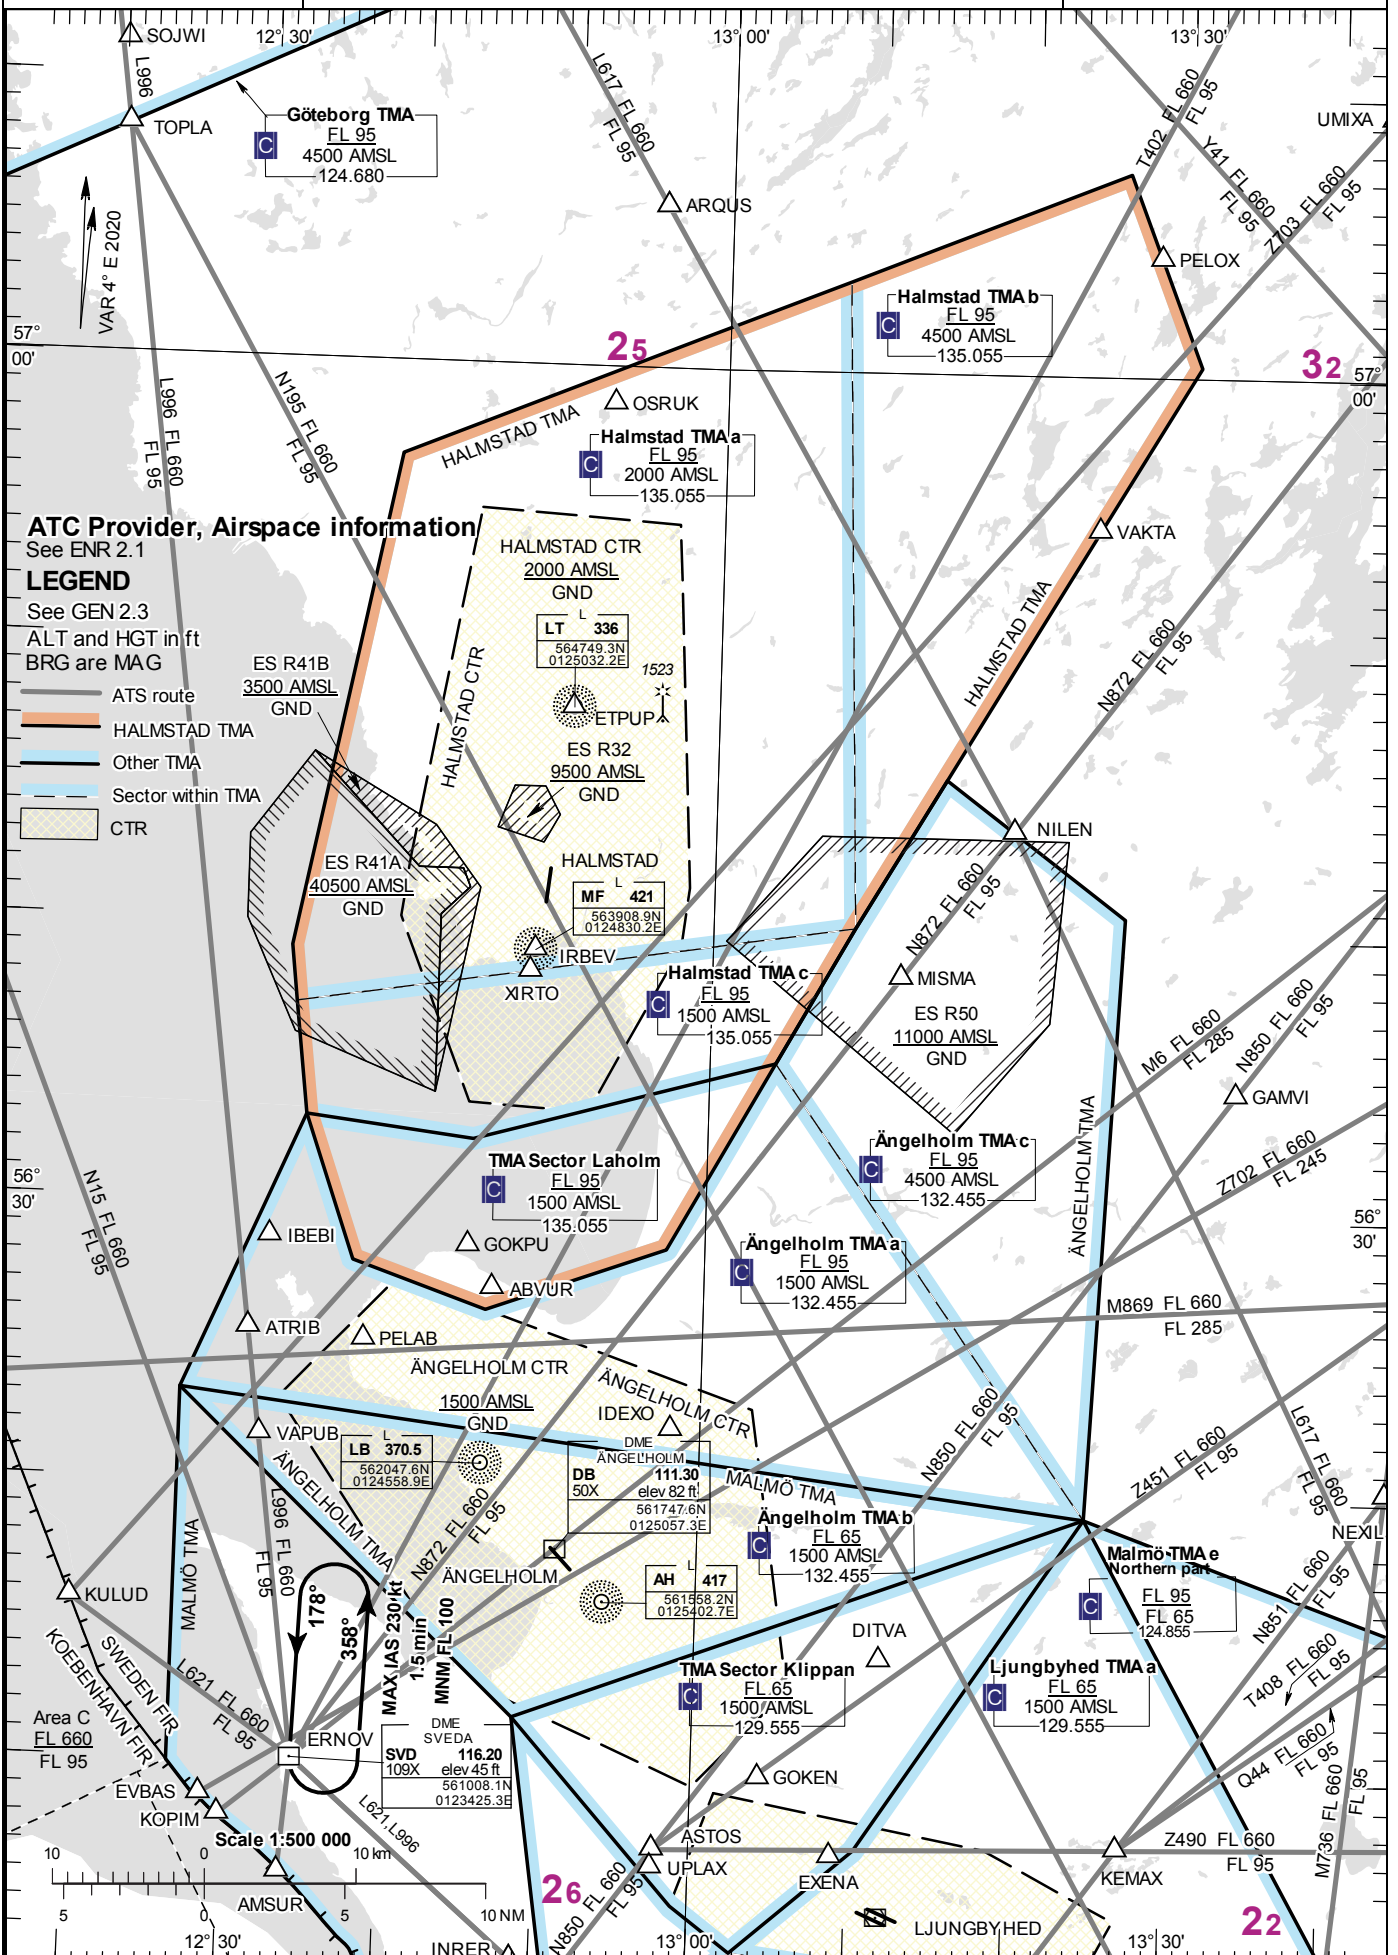 SOJWI
12° 30'
13° 00'
13° 30'
L996
TOPLA
Göteborg TMA
C
FL 95
4500 AMSL
124.680
L617 FL 660
FL 95
T402 FL 660
FL 95
Y41 FL 660
FL 95
Z703 FL 660
FL 95
UMIXA
ARQUS
PELOX
VAR 4° E 2020
Halmstad TMA b
C
FL 95
4500 AMSL
135.055
57°
00'
25
32
57°
00'
L996 FL 660
FL 95
N195 FL 660
FL 95
OSRUK
HALMSTAD TMA
Halmstad TMA a
C
FL 95
2000 AMSL
135.055
VAKTA
ATC Provider, Airspace information
See ENR 2.1
LEGEND
See GEN 2.3
ALT and HGT in ft
BRG are MAG
ATS route
HALMSTAD TMA
Other TMA
Sector within TMA
CTR
HALMSTAD CTR
2000 AMSL
GND
L
LT 336
564749.3N
0125032.2E
1523
ETPUP
HALMSTAD CTR
HALMSTAD TMA
N872 FL 660
FL 95
ES R41B
3500 AMSL
GND
ES R32
9500 AMSL
GND
ES R41A
40500 AMSL
GND
HALMSTAD
L
MF 421
563908.9N
0124830.2E
IRBEV
XIRTO
NILEN
N872 FL 660
FL 95
MISMA
ES R50
11000 AMSL
GND
Halmstad TMA c
C
FL 95
1500 AMSL
135.055
M6 FL 660
FL 285
N850 FL 660
FL 95
GAMVI
Z702 FL 660
FL 245
ÄNGELHOLM TMA
Ängelholm TMA c
C
FL 95
4500 AMSL
132.455
TMA Sector Laholm
C
FL 95
1500 AMSL
135.055
56°
30'
56°
30'
N15 FL 660
FL 95
IBEBI
GOKPU
ABVUR
Ängelholm TMA a
C
FL 95
1500 AMSL
132.455
M869 FL 660
FL 285
ATRIB
PELAB
ÄNGELHOLM CTR
1500 AMSL
GND
ÄNGELHOLM CTR
IDEXO
VAPUB
L
LB 370.5
562047.6N
0124558.9E
DME
ÄNGELHOLM
DB 111.30
50X elev 82 ft
561747.6N
0125057.3E
MALMÖ TMA
N850 FL 660
FL 95
Z451 FL 660
FL 95
L617 FL 660
FL 95
NEXIL
ÄNGELHOLM TMA
N872 FL 660
FL 95
L996 FL 660
FL 95
MALMÖ TMA
Ängelholm TMA b
C
FL 65
1500 AMSL
132.455
Malmö TMA e
Northern part
C
FL 95
FL 65
124.855
ÄNGELHOLM
L
AH 417
561558.2N
0125402.7E
KULUD
178°
358°
MAX IAS 230 kt
1.5 min
MNM FL 100
DITVA
N851 FL 660
FL 95
T408 FL 660
FL 95
KOEBENHAVN FIR
SWEDEN FIR
L621 FL 660
FL 95
TMA Sector Klippan
C
FL 65
1500 AMSL
129.555
Ljungbyhed TMA a
C
FL 65
1500 AMSL
129.555
Area C
FL 660
FL 95
ERNOV
DME
SVEDA
SVD 116.20
109X elev 45 ft
561008.1N
0123425.3E
Q44 FL 660
FL 95
M736 FL 660
FL 95
EVBAS
KOPIM
GOKEN
L621,L996
Scale 1:500 000
10 0 10 km
5 0 5 10 NM
AMSUR
ASTOS
UPLAX
EXENA
Z490 FL 660
FL 95
KEMAX
26
N850 FL 660
FL 95
LJUNGBYHED
22
INRER
12° 30'
13° 00'
13° 30'